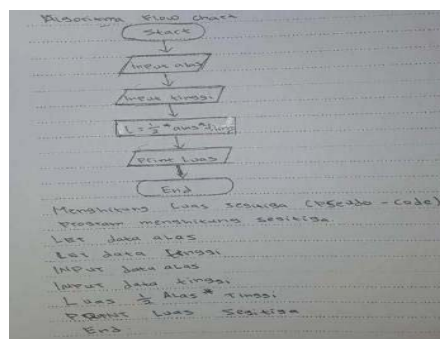 Algoritma Flow chart
Start
Input alas
Input tinggi
L = 1/2 * alas * tinggi
Print Luas
End
Menghitung Luas segitiga (Pseudo - Code)
Program menghitung segitiga.
Let data alas
Let data tinggi
Input data alas
Input data tinggi
Luas 1/2 Alas * Tinggi
Print Luas Segitiga
End